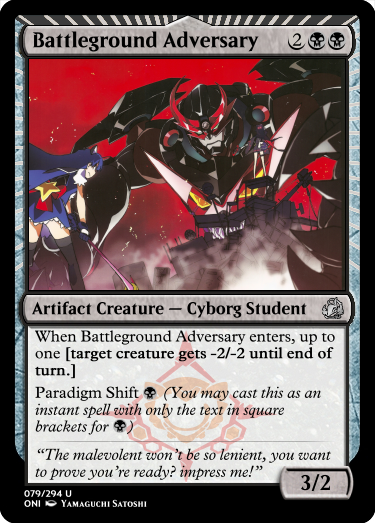 Battleground Adversary 2
Artifact Creature — Cyborg Student
When Battleground Adversary enters, up to
one [target creature gets -2/-2 until end of
turn.]
Paradigm Shift (You may cast this as
an instant spell with only the text in square
brackets for )
“The malevolent won't be so lenient, you want
to prove you're ready? impress me!”
3/2
079/294 U
ONI Yamaguchi Satoshi